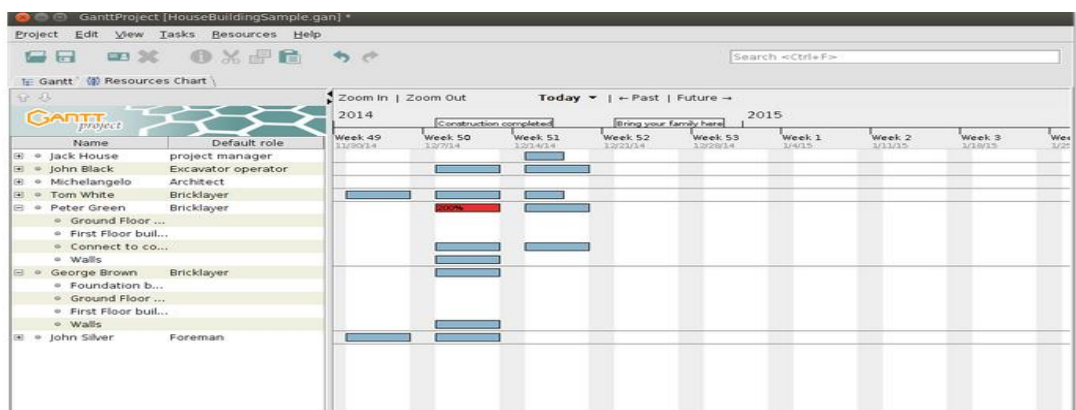 GanttProject [HouseBuildingSample.gan] *
Project Edit View Tasks Resources Help
Search <Ctrl+F>
Gantt Resources Chart
Zoom In | Zoom Out Today | ←Past | Future→
GANTT project
2014 2015
Construction completed Bring your family here
Name Default role
Week 49 Week 50 Week 51 Week 52 Week 53 Week 1 Week 2 Week 3
11/30/14 12/7/14 12/14/14 12/21/14 12/28/14 1/4/15 1/11/15 1/18/15
Jack House project manager
John Black Excavator operator
Michelangelo Architect
Tom White Bricklayer
Peter Green Bricklayer 200%
Ground Floor ...
First Floor buil...
Connect to co...
Walls
George Brown Bricklayer
Foundation b...
Ground Floor ...
First Floor buil...
Walls
John Silver Foreman